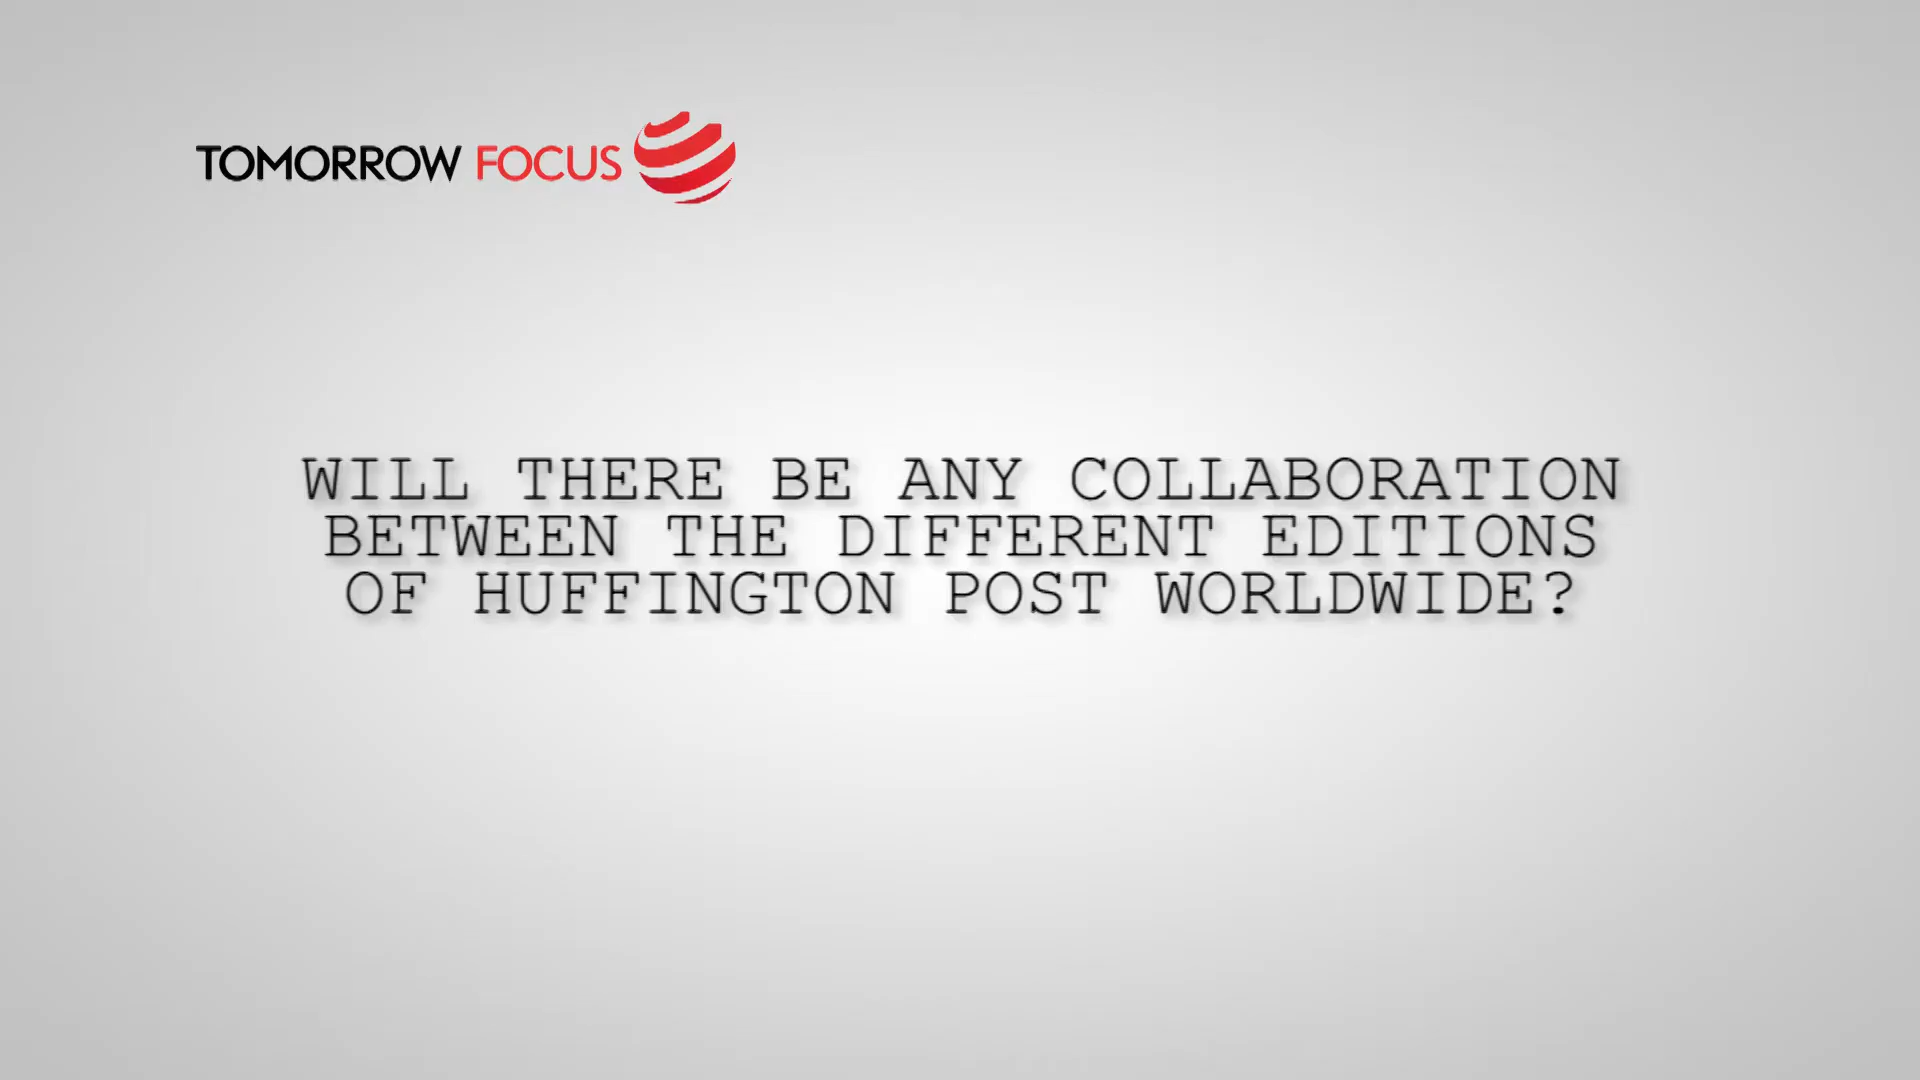 TOMORROW FOCUS
WILL THERE BE ANY COLLABORATION
BETWEEN THE DIFFERENT EDITIONS
OF HUFFINGTON POST WORLDWIDE?